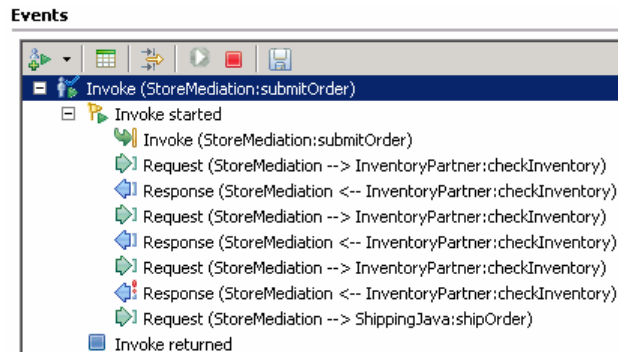 Events
Invoke (StoreMediation:submitOrder)
Invoke started
Invoke (StoreMediation:submitOrder)
Request (StoreMediation --> InventoryPartner:checkInventory)
Response (StoreMediation <-- InventoryPartner:checkInventory)
Request (StoreMediation --> InventoryPartner:checkInventory)
Response (StoreMediation <-- InventoryPartner:checkInventory)
Request (StoreMediation --> InventoryPartner:checkInventory)
Response (StoreMediation <-- InventoryPartner:checkInventory)
Request (StoreMediation --> ShippingJava:shipOrder)
Invoke returned